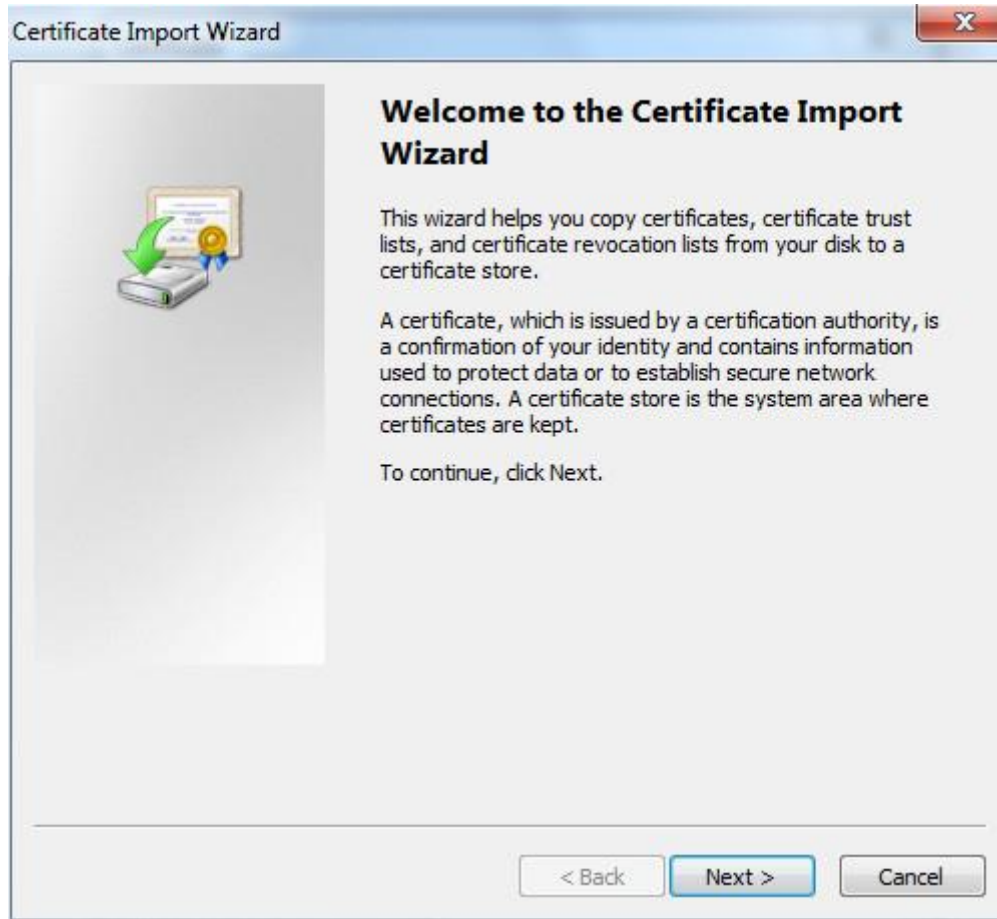 Certificate Import Wizard
X
Welcome to the Certificate Import
Wizard
This wizard helps you copy certificates, certificate trust
lists, and certificate revocation lists from your disk to a
certificate store.
A certificate, which is issued by a certification authority, is
a confirmation of your identity and contains information
used to protect data or to establish secure network
connections. A certificate store is the system area where
certificates are kept.
To continue, click Next.
< Back Next > Cancel